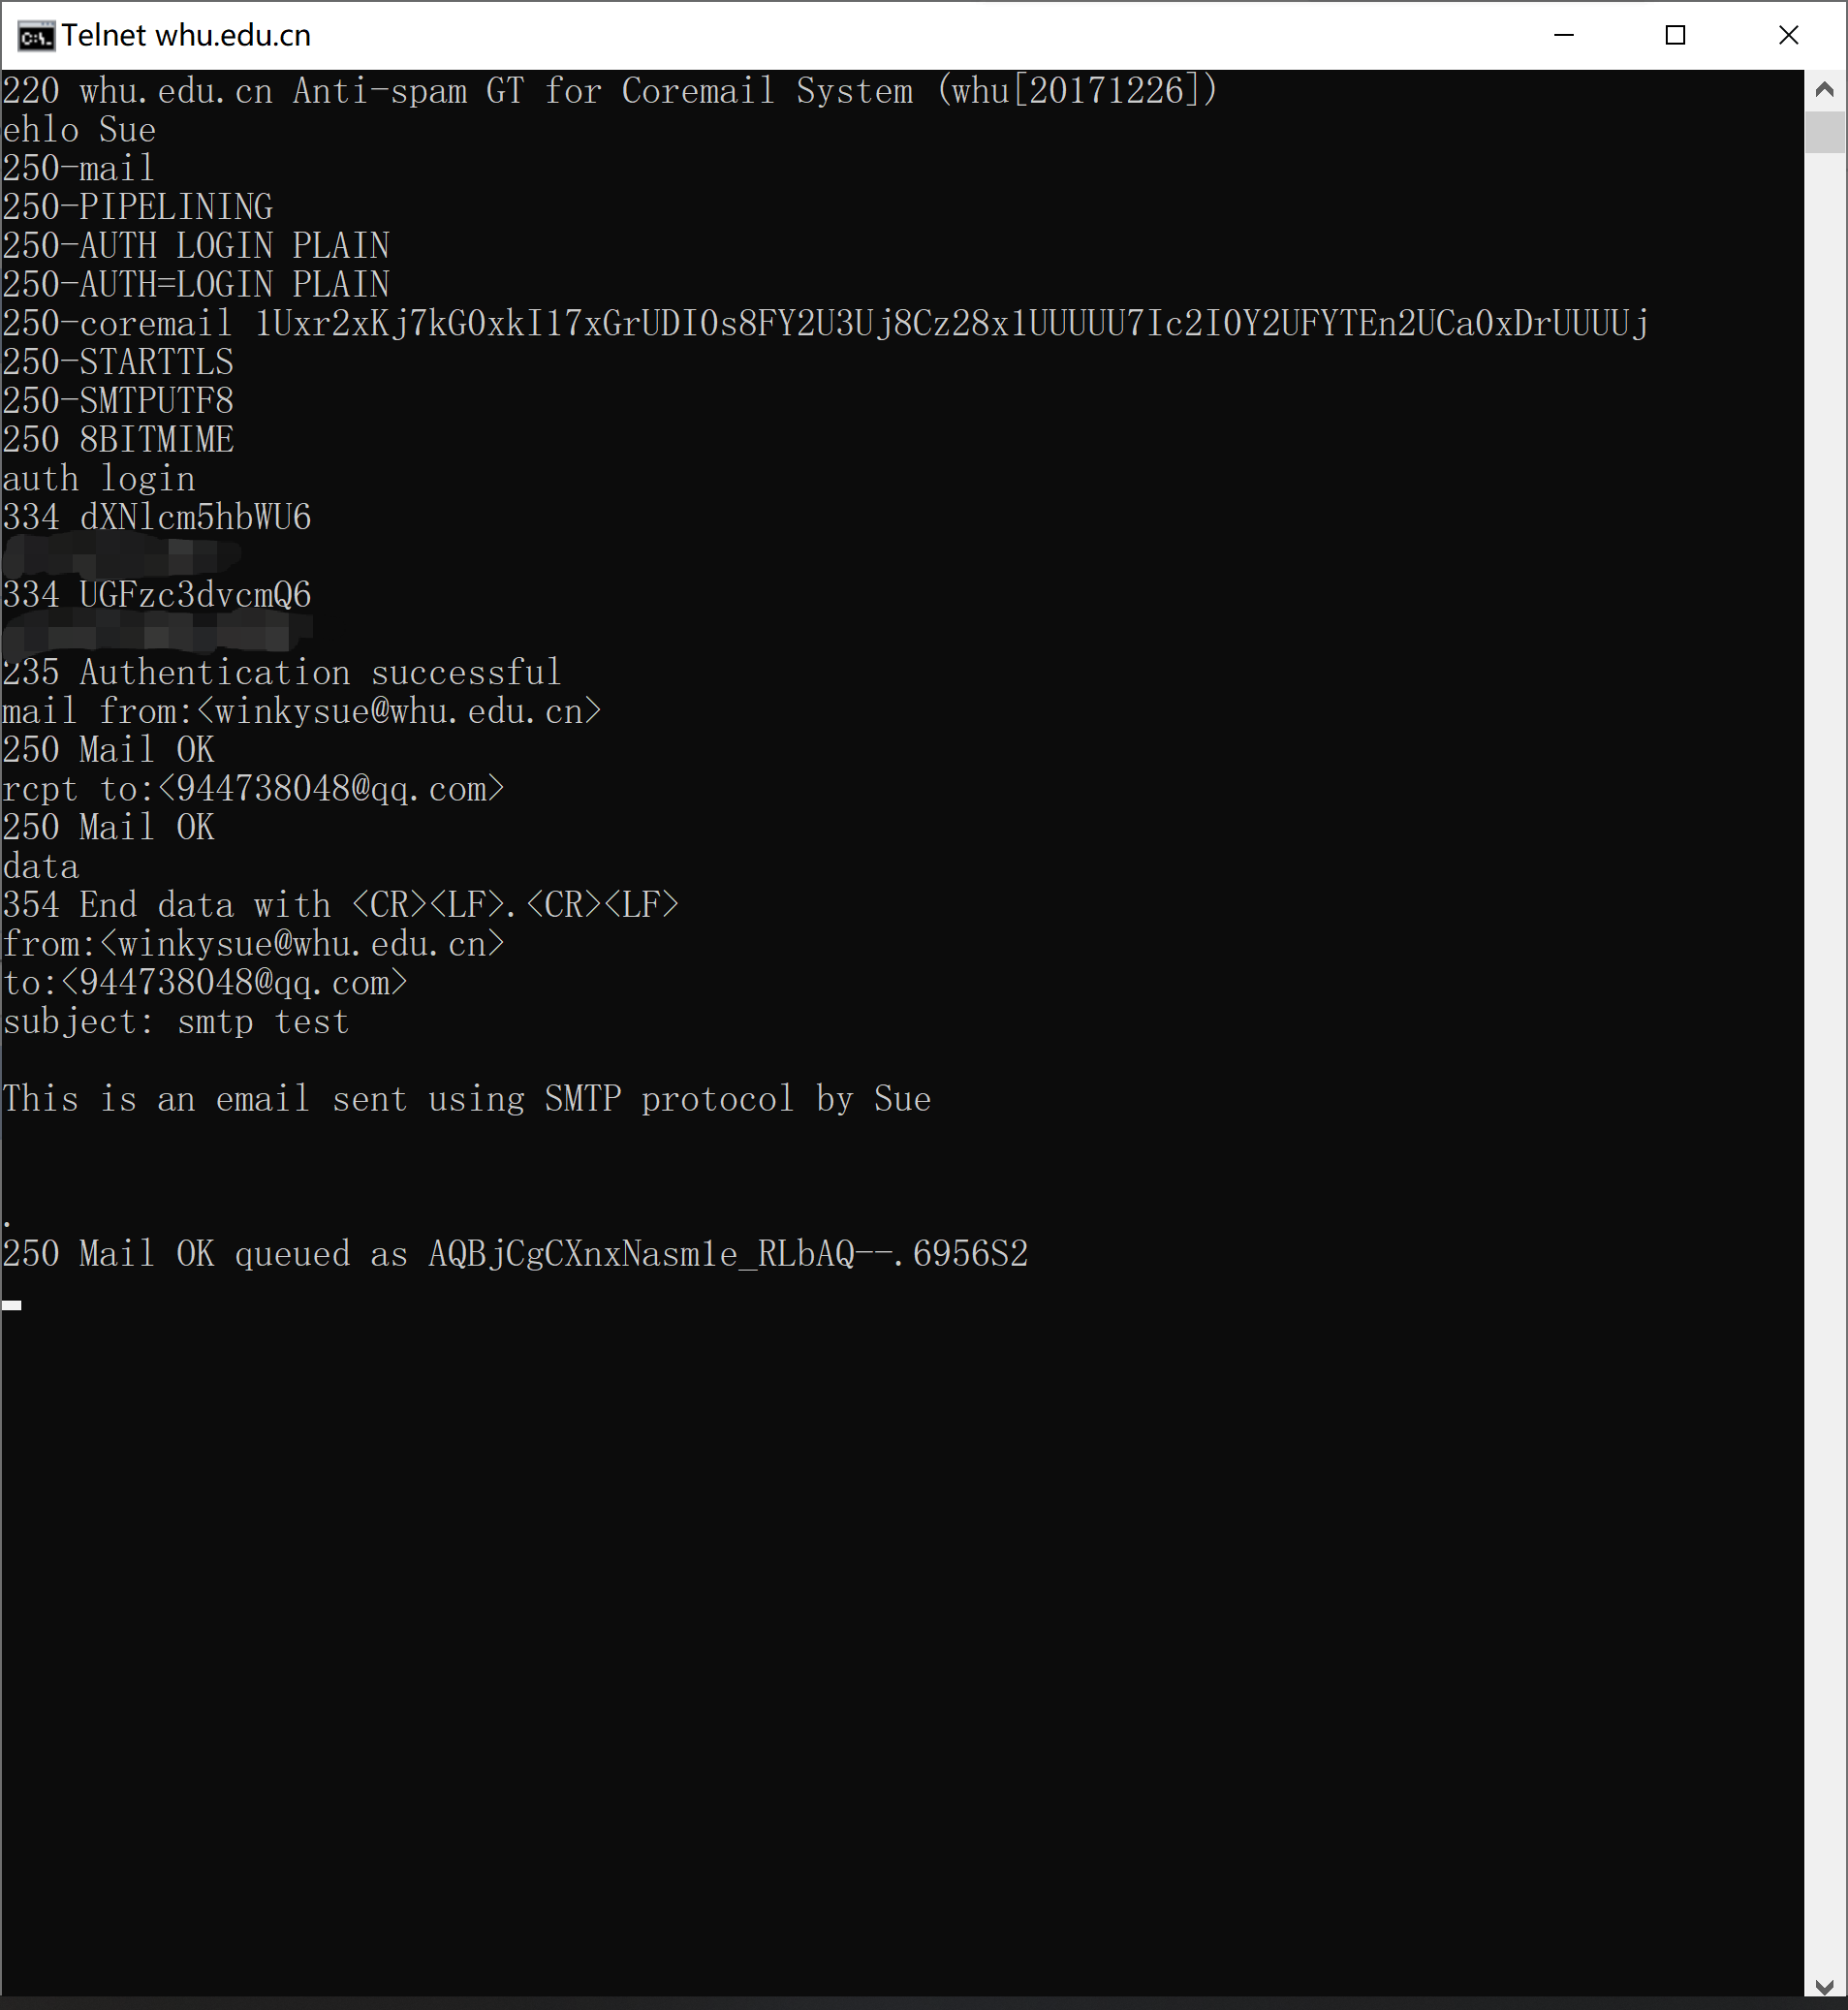 Telnet whu.edu.cn
220 whu.edu.cn Anti-spam GT for Coremail System (whu[20171226])
ehlo Sue
250-mail
250-PIPELINING
250-AUTH LOGIN PLAIN
250-AUTH=LOGIN PLAIN
250-coremail 1Uxr2xKj7kG0xkI17xGrUDI0s8FY2U3Uj8Cz28x1UUUUU7Ic2I0Y2UFYTEn2UCa0xDrUUUUj
250-STARTTLS
250-SMTPUTF8
250 8BITMIME
auth login
334 dXNlcm5hbWU6
334 UGFzc3dvcmQ6
235 Authentication successful
mail from:<winkysue@whu.edu.cn>
250 Mail OK
rcpt to:<944738048@qq.com>
250 Mail OK
data
354 End data with <CR><LF>.<CR><LF>
from:<winkysue@whu.edu.cn>
to:<944738048@qq.com>
subject: smtp test
This is an email sent using SMTP protocol by Sue
.
250 Mail OK queued as AQBjCgCXnxNasm1e_RLbAQ--.6956S2